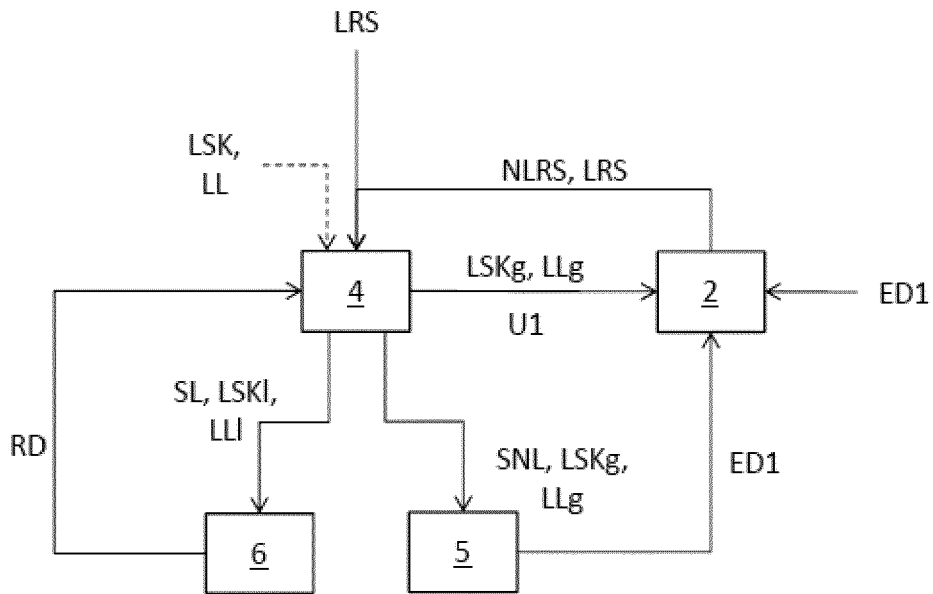 LRS
LSK,
LL
NLRS, LRS
4
LSKg, LLg
U1
2
ED1
SL, LSKl,
LLl
RD
SNL, LSKg,
LLg
ED1
6
5